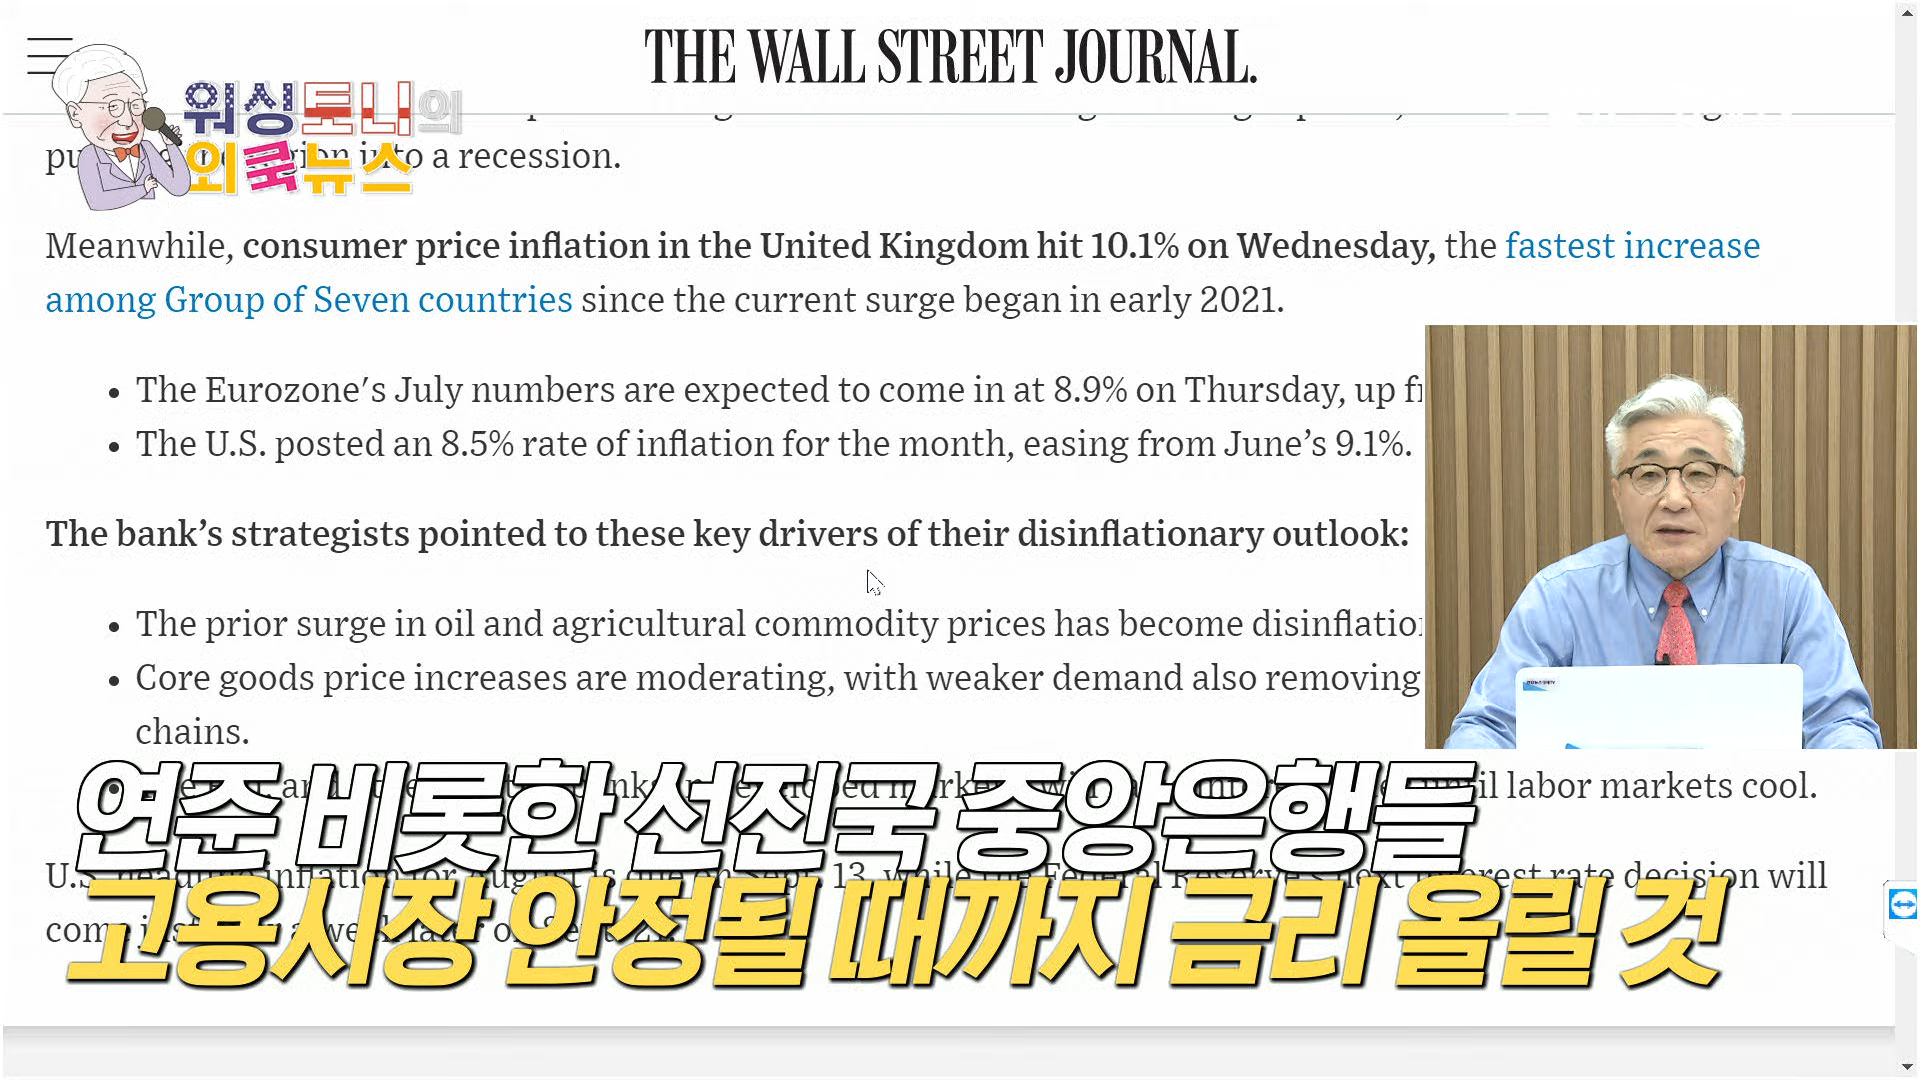 THE WALL STREET JOURNAL.
워싱토니의
외쿡뉴스
into a recession.
Meanwhile, consumer price inflation in the United Kingdom hit 10.1% on Wednesday, the fastest increase
among Group of Seven countries since the current surge began in early 2021.
• The Eurozone's July numbers are expected to come in at 8.9% on Thursday, up
• The U.S. posted an 8.5% rate of inflation for the month, easing from June's 9.1%.
The bank's strategists pointed to these key drivers of their disinflationary outlook:
• The prior surge in oil and agricultural commodity prices has become
• Core goods price increases are moderating, with weaker demand also removing
chains.
labor markets cool.
연준 비롯한 선진국 중앙은행들
rate decision will
고용시장 안정될 때까지 금리 올릴 것